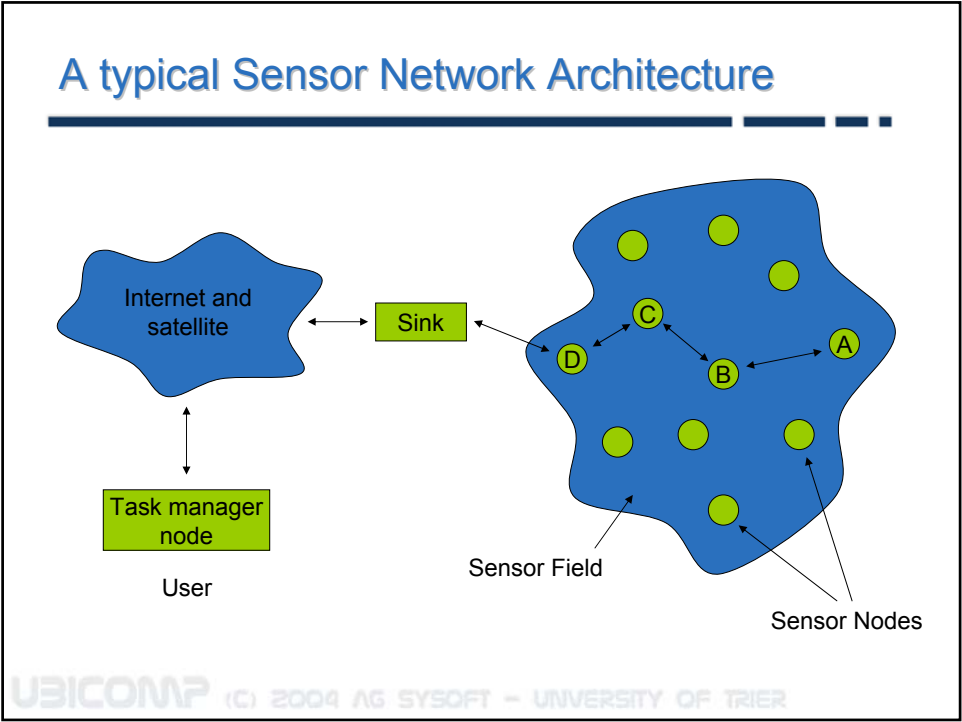 A typical Sensor Network Architecture
Internet and
satellite
Sink
C
D
B
A
Task manager
node
User
Sensor Field
Sensor Nodes
UBICOMP (C) 2004 AG SYSOFT – UNIVERSITY OF TRIER